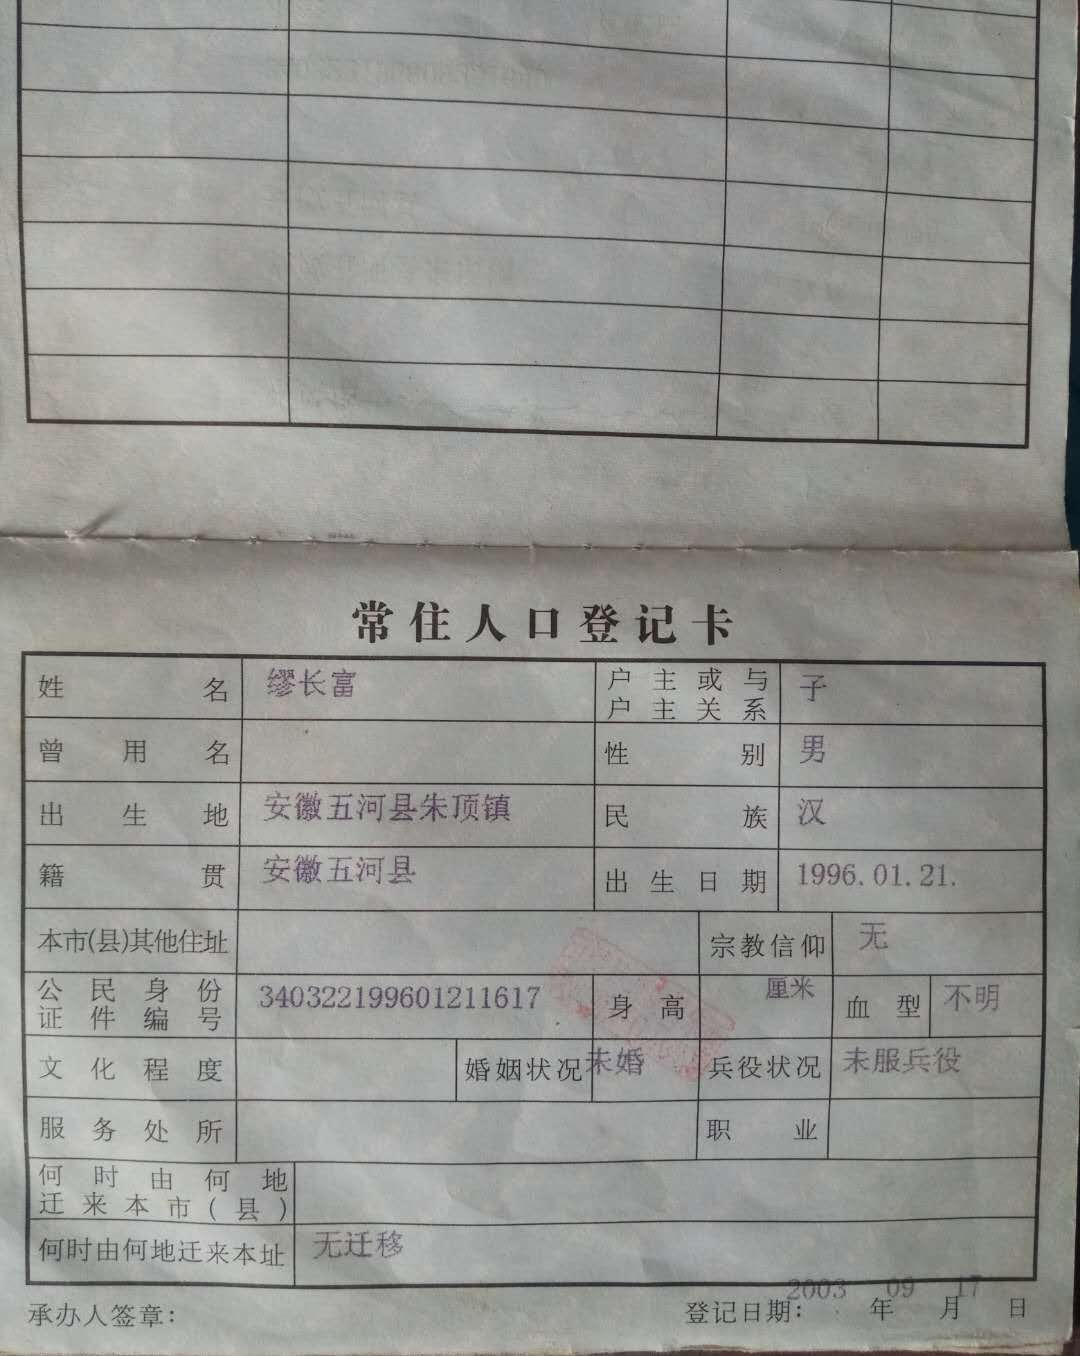 常住人口登记卡
姓名 缪长富 户主或与户主关系 子
曾用名 性别 男
出生地 安徽五河县朱顶镇 民族 汉
籍贯 安徽五河县 出生日期 1996.01.21.
本市(县)其他住址 宗教信仰 无
公民身份证件编号 340322199601211617 身高 厘米 血型 不明
文化程度 婚姻状况 未婚 兵役状况 未服兵役
服务处所 职业
何时由何地迁来本市(县)
何时由何地迁来本址 无迁移
承办人签章: 登记日期: 2003 年 09 月 17 日